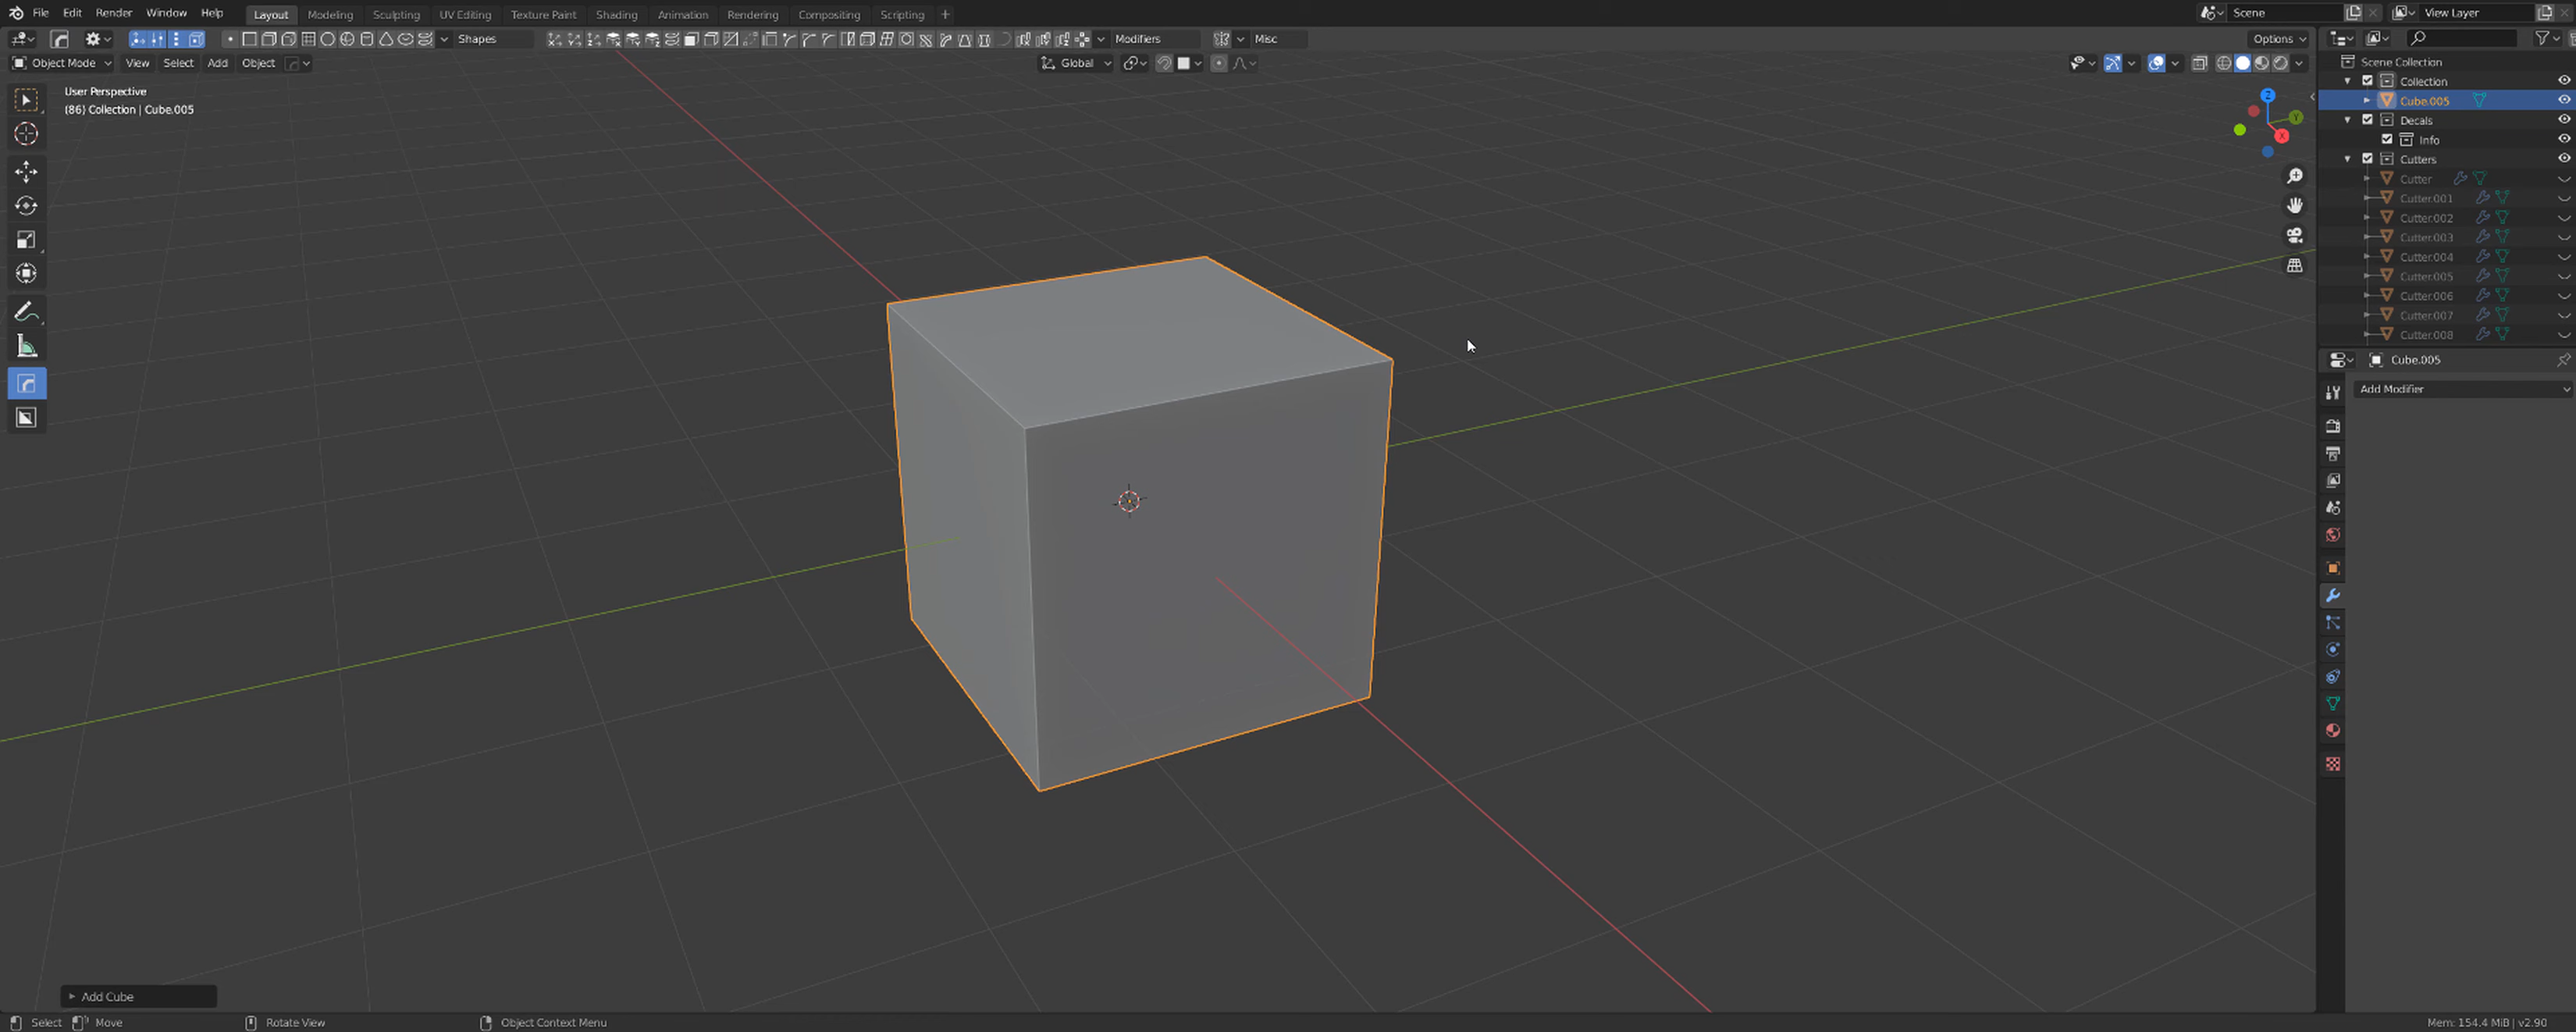 File Edit Render Window Help Layout Modeling Sculpting UV Editing Texture Paint Shading Animation Rendering Compositing Scripting + Scene View Layer
Shapes Modifiers Misc Options
Object Mode View Select Add Object Global
User Perspective
(86) Collection | Cube.005
Z
Y
X
Scene Collection
Collection
Cube.005
Decals
Info
Cutters
Cutter
Cutter.001
Cutter.002
Cutter.003
Cutter.004
Cutter.005
Cutter.006
Cutter.007
Cutter.008
Cube.005
Add Modifier
Add Cube
Select Move Rotate View Object Context Menu Mem: 154.4 MiB | v2.90